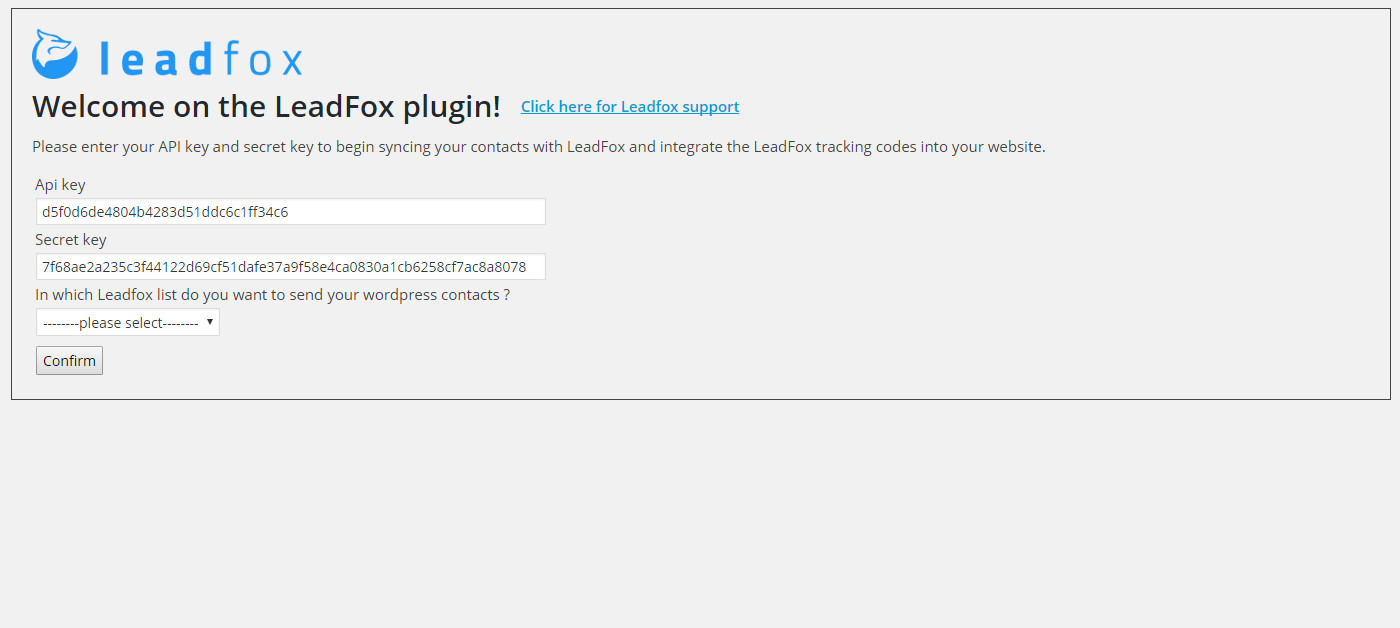 leadfox
Welcome on the LeadFox plugin! Click here for Leadfox support
Please enter your API key and secret key to begin syncing your contacts with LeadFox and integrate the LeadFox tracking codes into your website.
Api key
d5f0d6de4804b4283d51ddc6c1ff34c6
Secret key
7f68ae2a235c3f44122d69cf51dafe37a9f58e4ca0830a1cb6258cf7ac8a8078
In which Leadfox list do you want to send your wordpress contacts ?
--------please select--------
Confirm